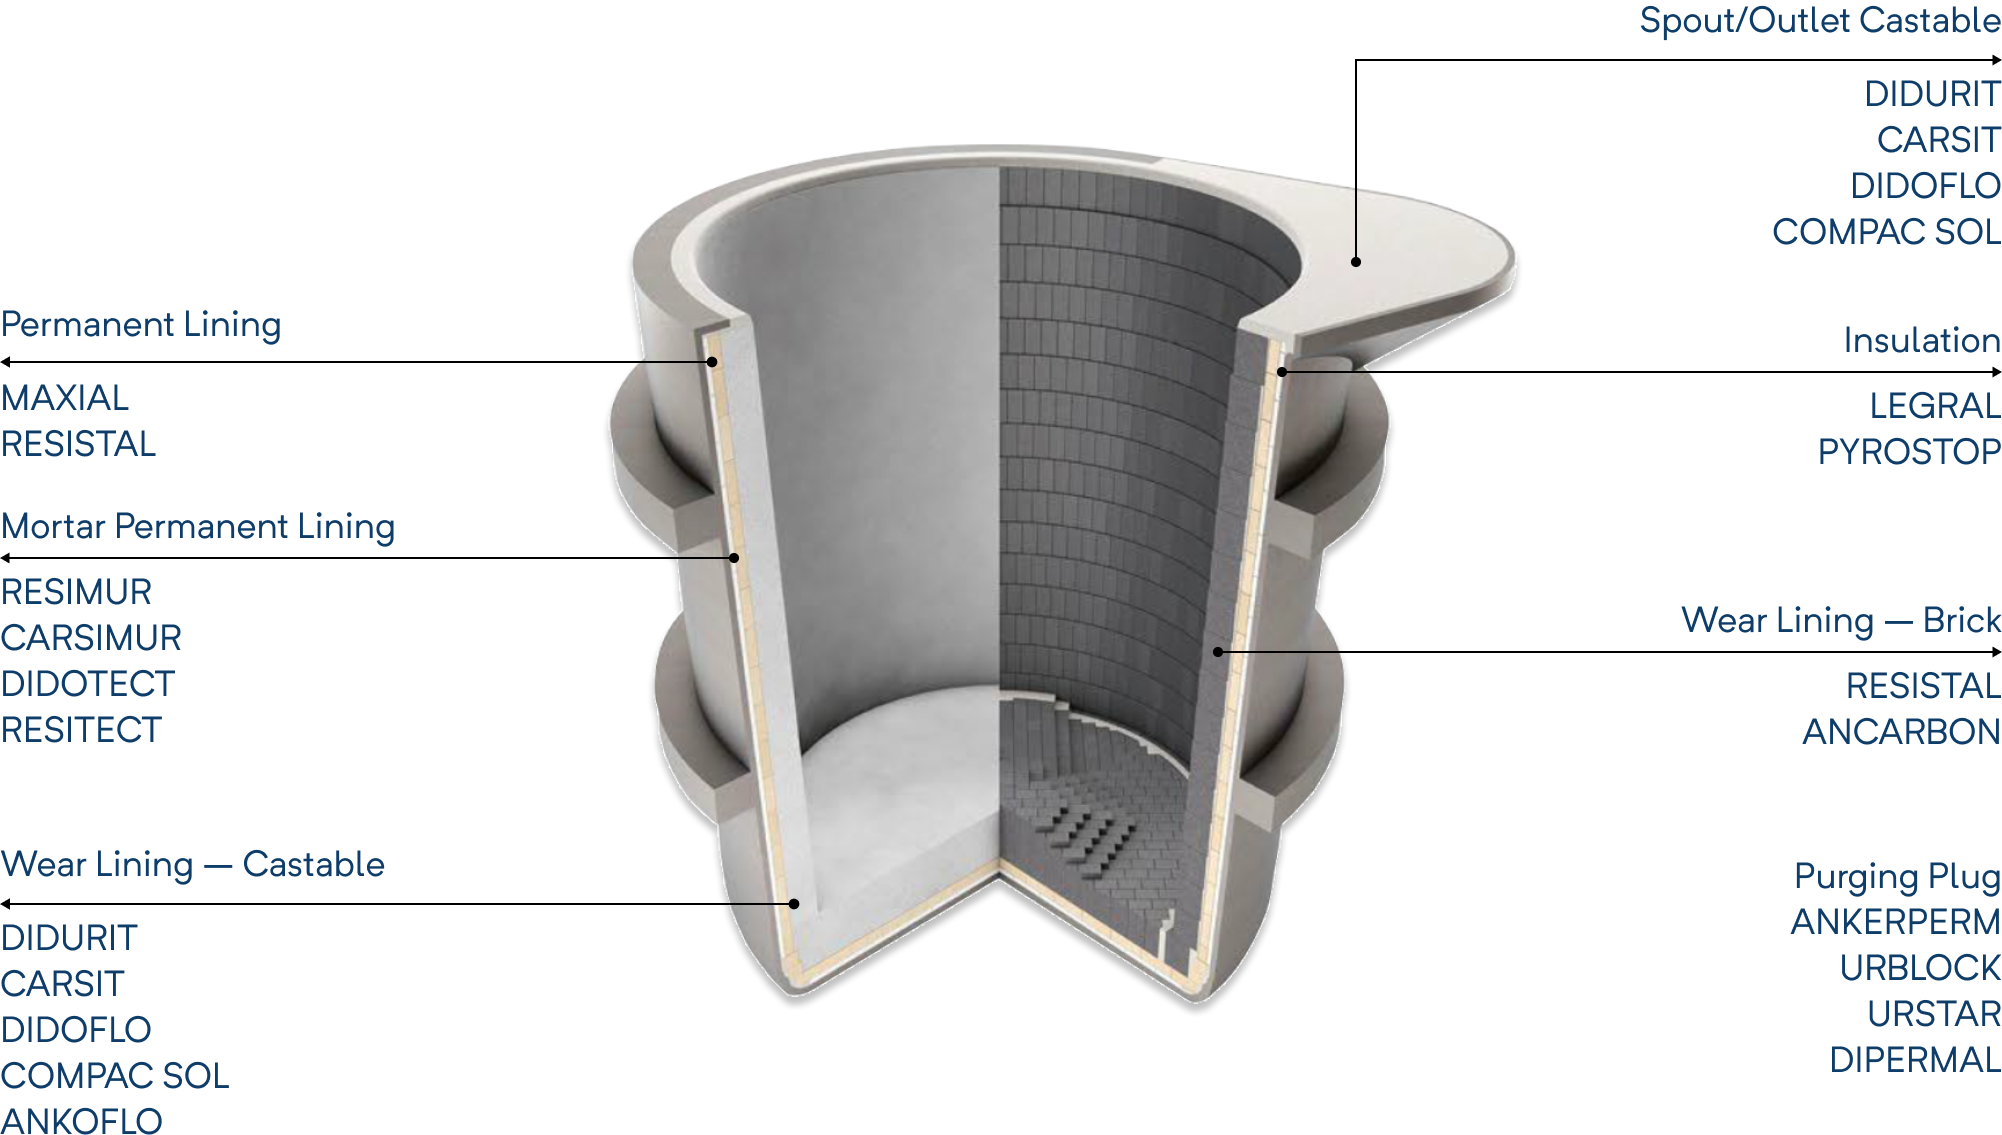 Spout/Outlet Castable
DIDURIT
CARSIT
DIDOFLO
COMPAC SOL
Permanent Lining
MAXIAL
RESISTAL
Mortar Permanent Lining
RESIMUR
CARSIMUR
DIDOTECT
RESITECT
Wear Lining — Castable
DIDURIT
CARSIT
DIDOFLO
COMPAC SOL
ANKOFLO
Insulation
LEGRAL
PYROSTOP
Wear Lining — Brick
RESISTAL
ANCARBON
Purging Plug
ANKERPERM
URBLOCK
URSTAR
DIPERMAL